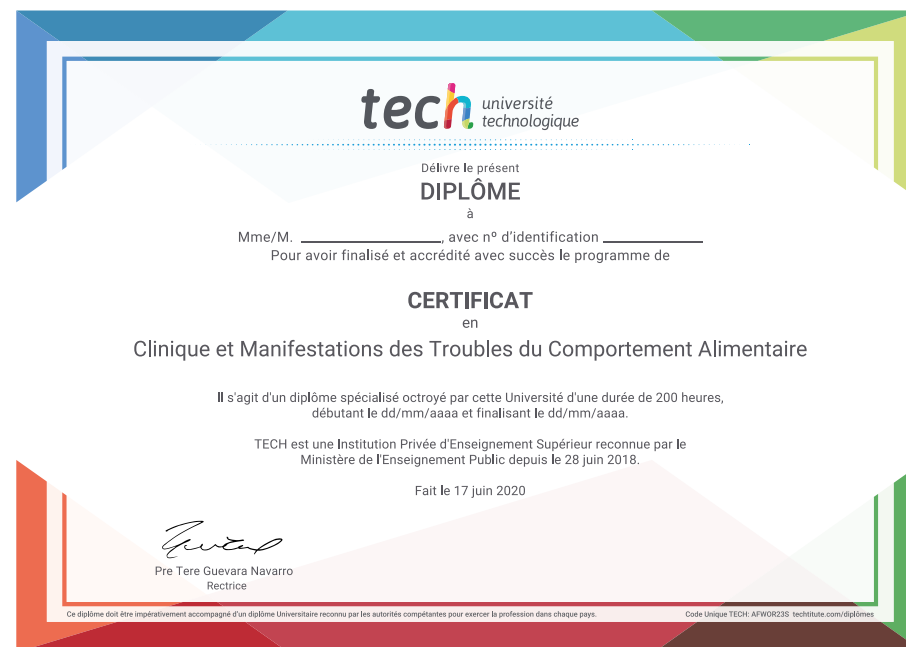 tech université
technologique
Délivre le présent
DIPLÔME
à
Mme/M. ____________________, avec nº d'identification ______________
Pour avoir finalisé et accrédité avec succès le programme de
CERTIFICAT
en
Clinique et Manifestations des Troubles du Comportement Alimentaire
Il s'agit d'un diplôme spécialisé octroyé par cette Université d'une durée de 200 heures,
débutant le dd/mm/aaaa et finalisant le dd/mm/aaaa.
TECH est une Institution Privée d'Enseignement Supérieur reconnue par le
Ministère de l'Enseignement Public depuis le 28 juin 2018.
Fait le 17 juin 2020
Pre Tere Guevara Navarro
Rectrice
Ce diplôme doit être impérativement accompagné d'un diplôme Universitaire reconnu par les autorités compétantes pour exercer la profession dans chaque pays.
Code Unique TECH: AFWOR23S techtitute.com/diplômes